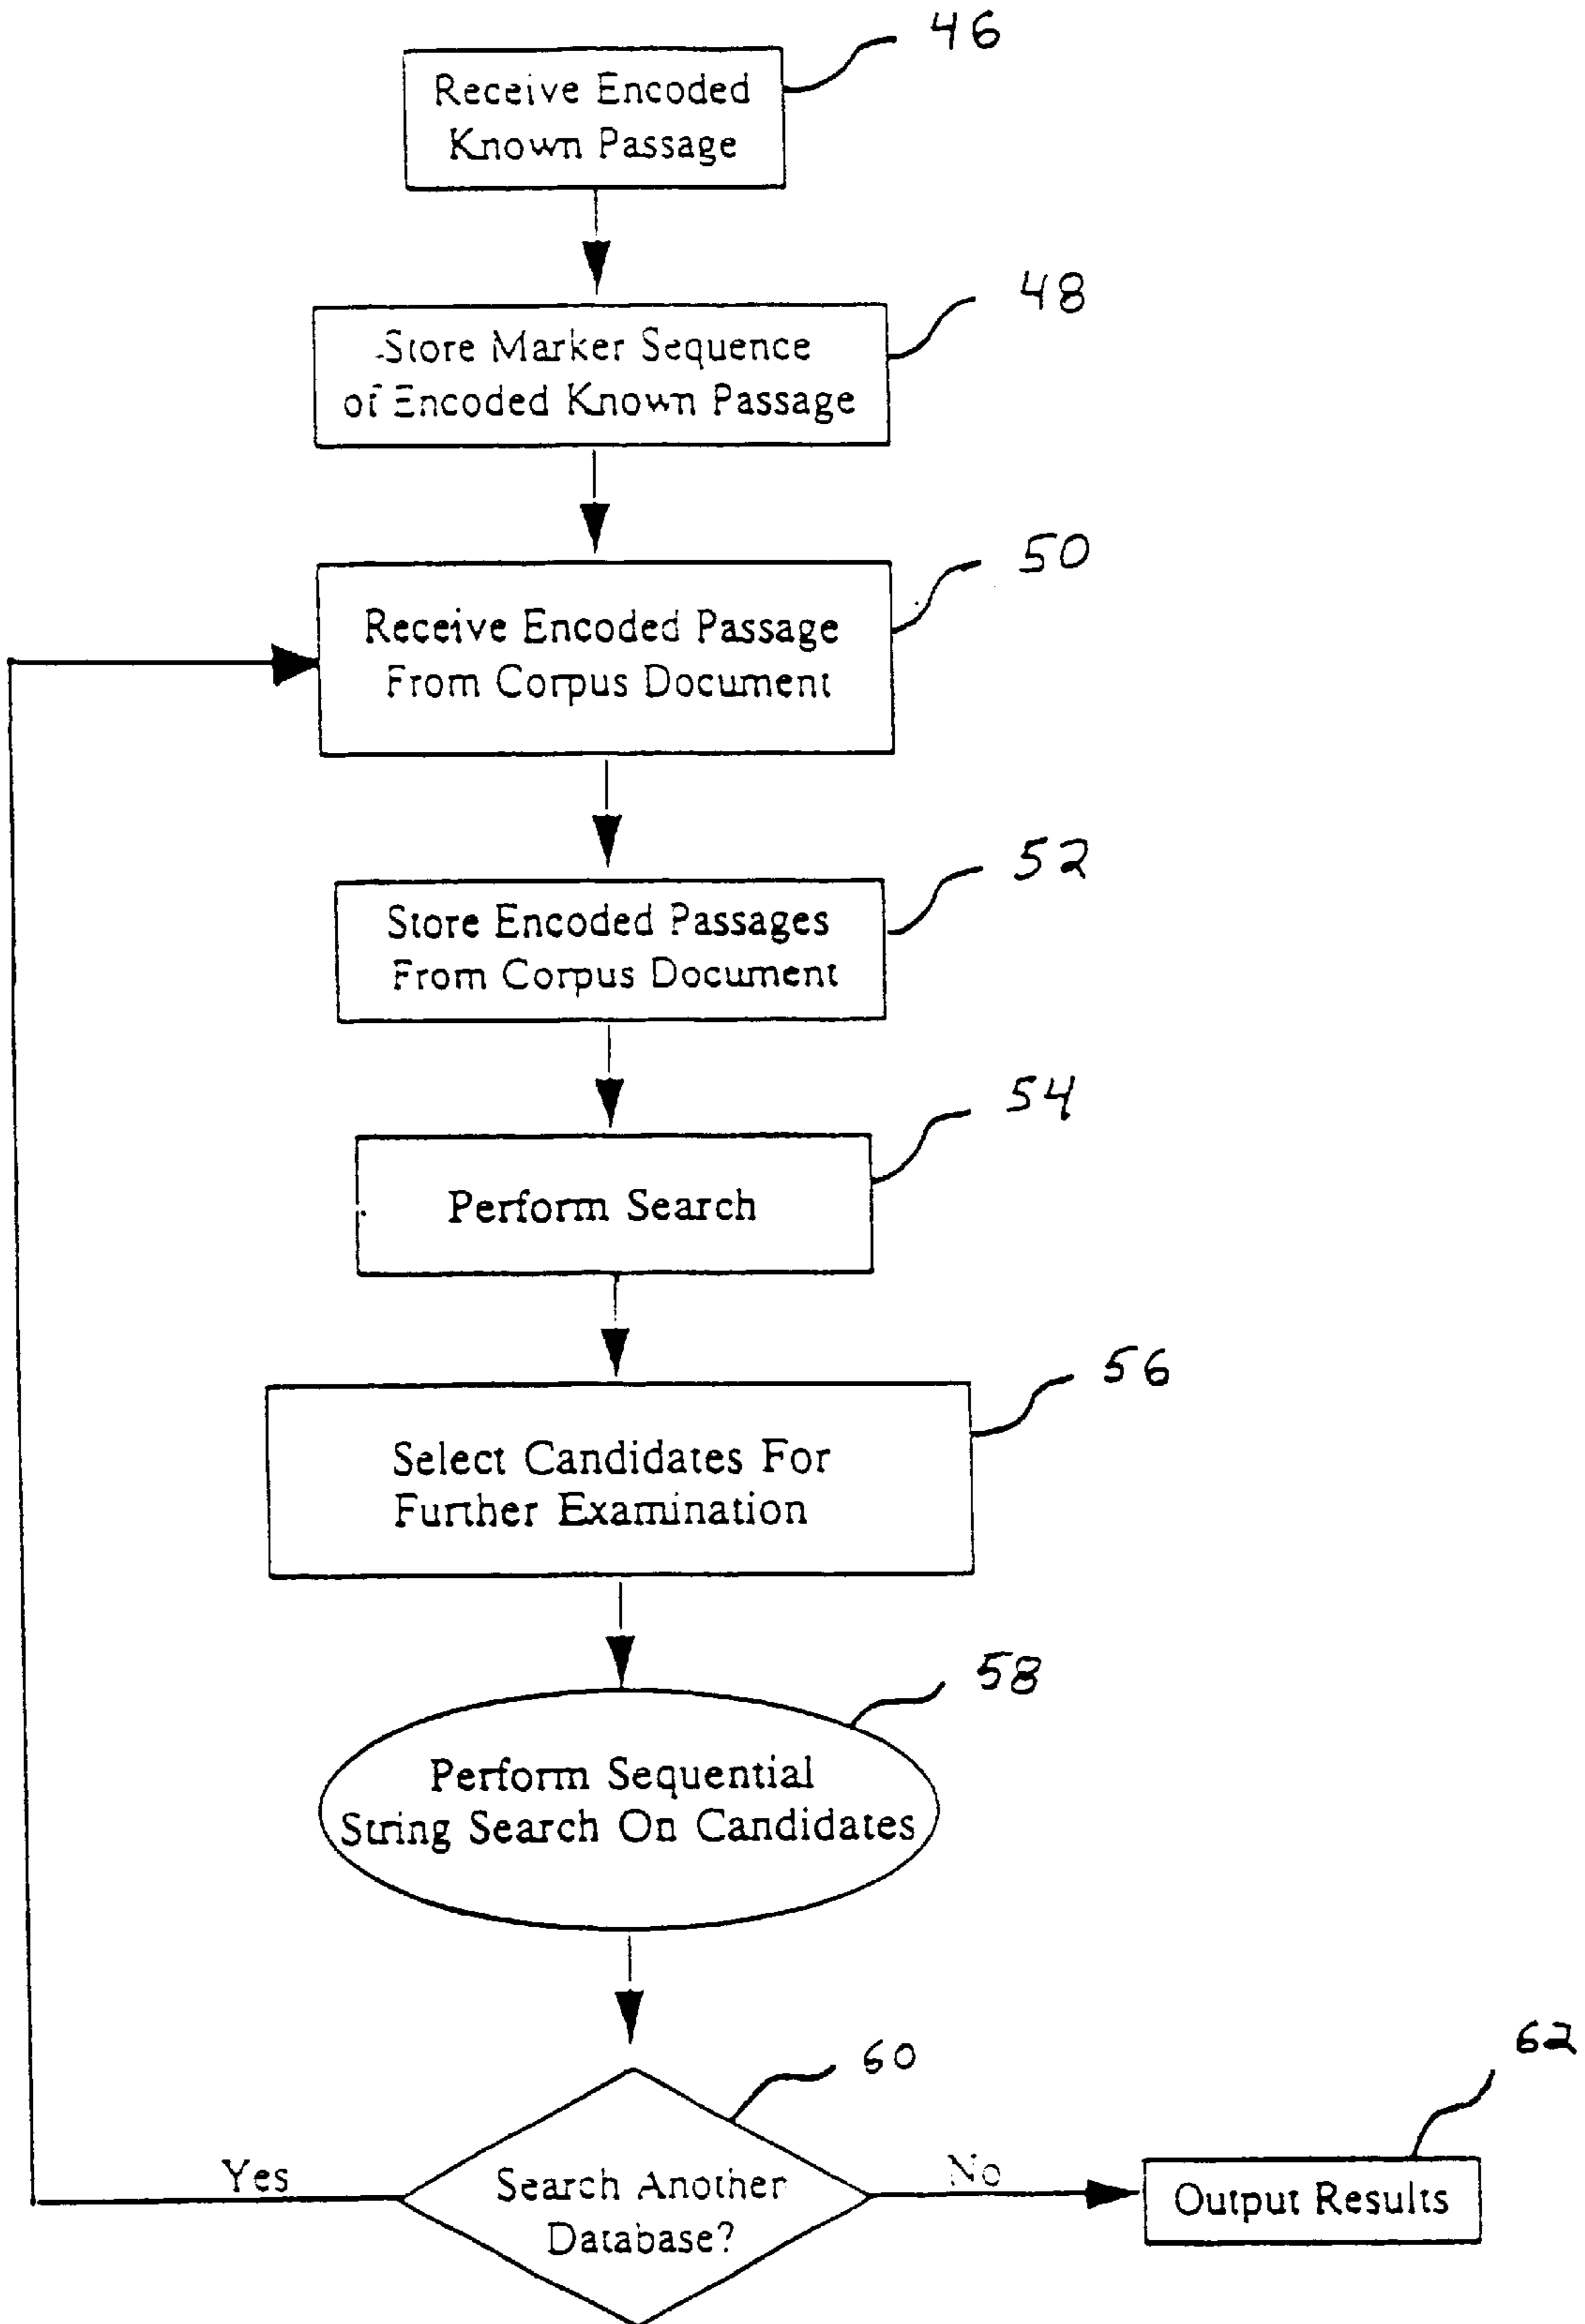 46
Receive Encoded
Known Passage
48
Store Marker Sequence
of Encoded Known Passage
50
Receive Encoded Passage
From Corpus Document
52
Store Encoded Passages
From Corpus Document
54
Perform Search
56
Select Candidates For
Further Examination
58
Perform Sequential
String Search On Candidates
60
62
Yes
Search Another
Database?
No
Output Results